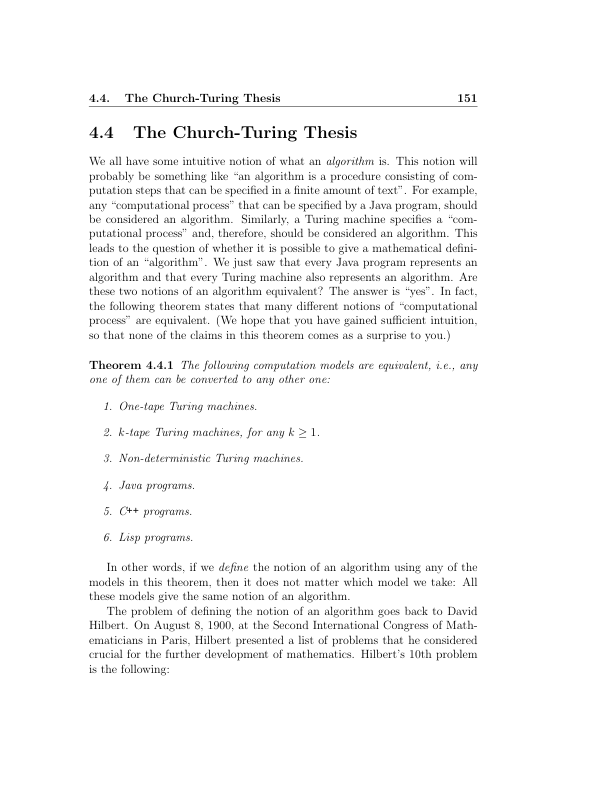 4.4. The Church-Turing Thesis 151
4.4 The Church-Turing Thesis
We all have some intuitive notion of what an algorithm is. This notion will
probably be something like “an algorithm is a procedure consisting of com-
putation steps that can be specified in a finite amount of text”. For example,
any “computational process” that can be specified by a Java program, should
be considered an algorithm. Similarly, a Turing machine specifies a “com-
putational process” and, therefore, should be considered an algorithm. This
leads to the question of whether it is possible to give a mathematical defini-
tion of an “algorithm”. We just saw that every Java program represents an
algorithm and that every Turing machine also represents an algorithm. Are
these two notions of an algorithm equivalent? The answer is “yes”. In fact,
the following theorem states that many different notions of “computational
process” are equivalent. (We hope that you have gained sufficient intuition,
so that none of the claims in this theorem comes as a surprise to you.)
Theorem 4.4.1 The following computation models are equivalent, i.e., any
one of them can be converted to any other one:
1. One-tape Turing machines.
2. k-tape Turing machines, for any k ≥ 1.
3. Non-deterministic Turing machines.
4. Java programs.
5. C++ programs.
6. Lisp programs.
In other words, if we define the notion of an algorithm using any of the
models in this theorem, then it does not matter which model we take: All
these models give the same notion of an algorithm.
The problem of defining the notion of an algorithm goes back to David
Hilbert. On August 8, 1900, at the Second International Congress of Math-
ematicians in Paris, Hilbert presented a list of problems that he considered
crucial for the further development of mathematics. Hilbert’s 10th problem
is the following: